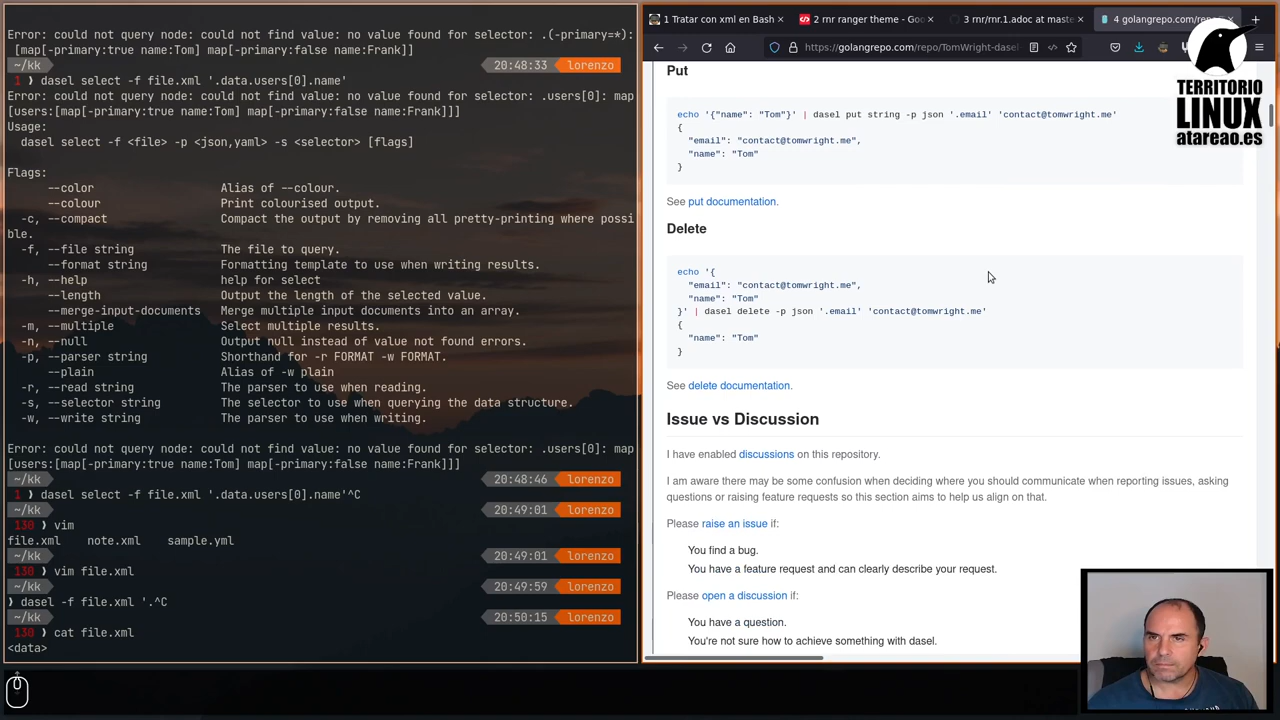 Error: could not query node: could not find value: no value found for selector: .(-primary=*):
[map[-primary:true name:Tom] map[-primary:false name:Frank]]
~/kk 20:48:33 lorenzo
1 ❯ dasel select -f file.xml '.data.users[0].name'
Error: could not query node: could not find value: no value found for selector: .users[0]: map
[users:[map[-primary:true name:Tom] map[-primary:false name:Frank]]]
Usage:
dasel select -f <file> -p <json,yaml> -s <selector> [flags]
Flags:
--color Alias of --colour.
--colour Print colourised output.
-c, --compact Compact the output by removing all pretty-printing where possi
ble.
-f, --file string The file to query.
--format string Formatting template to use when writing results.
-h, --help help for select
--length Output the length of the selected value.
--merge-input-documents Merge multiple input documents into an array.
-m, --multiple Select multiple results.
-n, --null Output null instead of value not found errors.
-p, --parser string Shorthand for -r FORMAT -w FORMAT.
--plain Alias of -w plain
-r, --read string The parser to use when reading.
-s, --selector string The selector to use when querying the data structure.
-w, --write string The parser to use when writing.
Error: could not query node: could not find value: no value found for selector: .users[0]: map
[users:[map[-primary:true name:Tom] map[-primary:false name:Frank]]]
~/kk 20:48:46 lorenzo
1 ❯ dasel select -f file.xml '.data.users[0].name'^C
~/kk 20:49:01 lorenzo
130 ❯ vim
file.xml note.xml sample.yml
~/kk 20:49:01 lorenzo
130 ❯ vim file.xml
~/kk 20:49:59 lorenzo
❯ dasel -f file.xml '.^C
~/kk 20:50:15 lorenzo
130 ❯ cat file.xml
<data>
1 Tratar con xml en Bash
2 rnr ranger theme - Goo
3 rnr/rnr.1.adoc at maste
4 golangrepo.com/repo
https://golangrepo.com/repo/TomWright-dasel
TERRITORIO
LINUX
atareao.es
Put
echo '{"name": "Tom"}' | dasel put string -p json '.email' 'contact@tomwright.me'
{
"email": "contact@tomwright.me",
"name": "Tom"
}
See put documentation.
Delete
echo '{
"email": "contact@tomwright.me",
"name": "Tom"
}' | dasel delete -p json '.email' 'contact@tomwright.me'
{
"name": "Tom"
}
See delete documentation.
Issue vs Discussion
I have enabled discussions on this repository.
I am aware there may be some confusion when deciding where you should communicate when reporting issues, asking
questions or raising feature requests so this section aims to help us align on that.
Please raise an issue if:
You find a bug.
You have a feature request and can clearly describe your request.
Please open a discussion if:
You have a question.
You're not sure how to achieve something with dasel.